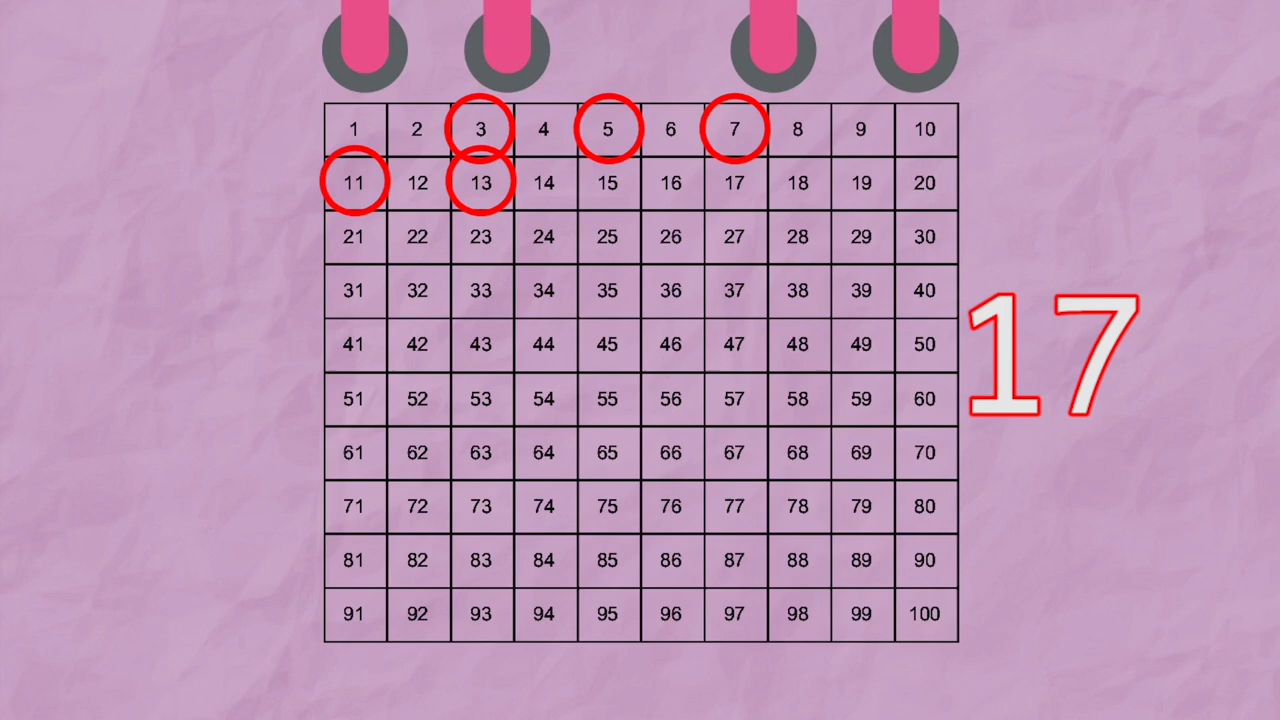 1 2 3 4 5 6 7 8 9 10
11 12 13 14 15 16 17 18 19 20
21 22 23 24 25 26 27 28 29 30
31 32 33 34 35 36 37 38 39 40
41 42 43 44 45 46 47 48 49 50
51 52 53 54 55 56 57 58 59 60
61 62 63 64 65 66 67 68 69 70
71 72 73 74 75 76 77 78 79 80
81 82 83 84 85 86 87 88 89 90
91 92 93 94 95 96 97 98 99 100
17